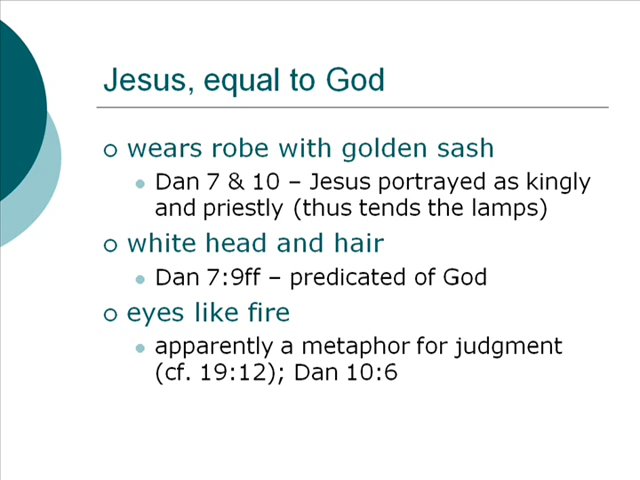 Jesus, equal to God
wears robe with golden sash
Dan 7 & 10 – Jesus portrayed as kingly
and priestly (thus tends the lamps)
white head and hair
Dan 7:9ff – predicated of God
eyes like fire
apparently a metaphor for judgment
(cf. 19:12); Dan 10:6